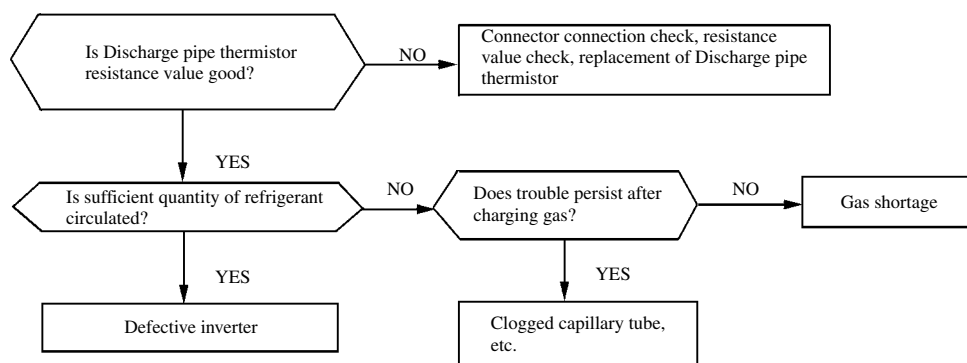 Is Discharge pipe thermistor
resistance value good?
NO
Connector connection check, resistance
value check, replacement of Discharge pipe
thermistor
YES
Is sufficient quantity of refrigerant
circulated?
NO
Does trouble persist after
charging gas?
NO
Gas shortage
YES
YES
Defective inverter
Clogged capillary tube,
etc.